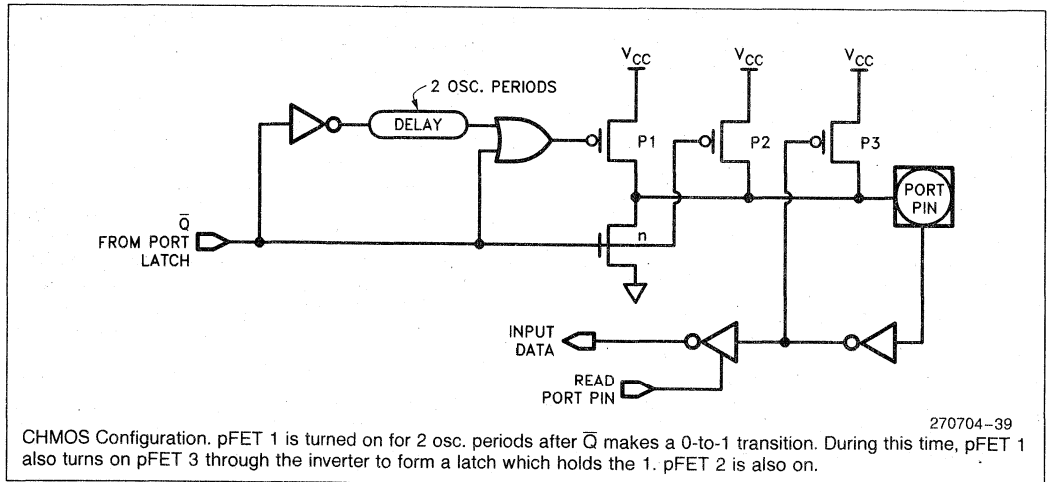 V_CC V_CC V_CC
2 OSC. PERIODS
DELAY
P1 P2 P3
PORT
PIN
Q̅
FROM PORT
LATCH
n
INPUT
DATA
READ
PORT PIN
270704-39
CHMOS Configuration. pFET 1 is turned on for 2 osc. periods after Q̅ makes a 0-to-1 transition. During this time, pFET 1
also turns on pFET 3 through the inverter to form a latch which holds the 1. pFET 2 is also on.